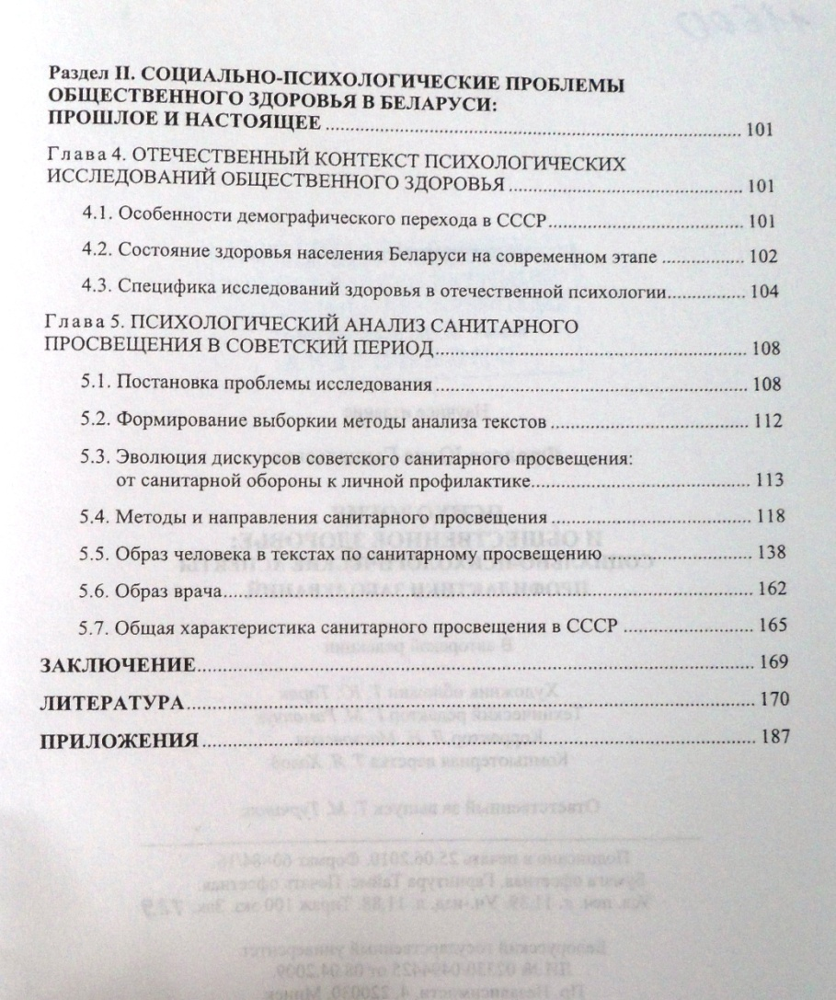 Раздел II. СОЦИАЛЬНО-ПСИХОЛОГИЧЕСКИЕ ПРОБЛЕМЫ
ОБЩЕСТВЕННОГО ЗДОРОВЬЯ В БЕЛАРУСИ:
ПРОШЛОЕ И НАСТОЯЩЕЕ 101
Глава 4. ОТЕЧЕСТВЕННЫЙ КОНТЕКСТ ПСИХОЛОГИЧЕСКИХ
ИССЛЕДОВАНИЙ ОБЩЕСТВЕННОГО ЗДОРОВЬЯ 101
4.1. Особенности демографического перехода в СССР 101
4.2. Состояние здоровья населения Беларуси на современном этапе 102
4.3. Специфика исследований здоровья в отечественной психологии 104
Глава 5. ПСИХОЛОГИЧЕСКИЙ АНАЛИЗ САНИТАРНОГО
ПРОСВЕЩЕНИЯ В СОВЕТСКИЙ ПЕРИОД 108
5.1. Постановка проблемы исследования 108
5.2. Формирование выборкии методы анализа текстов 112
5.3. Эволюция дискурсов советского санитарного просвещения:
от санитарной обороны к личной профилактике 113
5.4. Методы и направления санитарного просвещения 118
5.5. Образ человека в текстах по санитарному просвещению 138
5.6. Образ врача 162
5.7. Общая характеристика санитарного просвещения в СССР 165
ЗАКЛЮЧЕНИЕ 169
ЛИТЕРАТУРА 170
ПРИЛОЖЕНИЯ 187